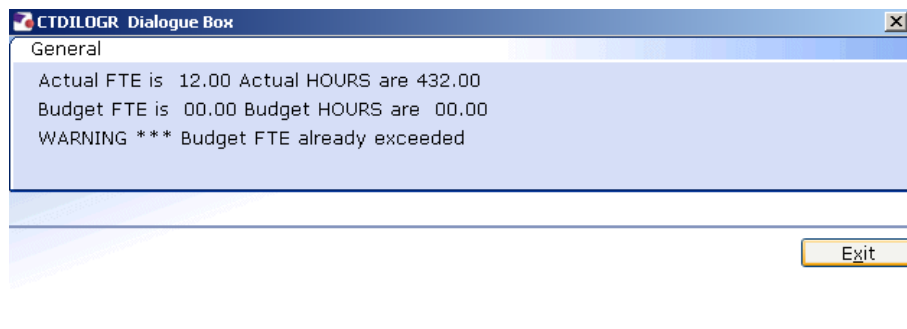 CTDILOGR Dialogue Box
General
Actual FTE is 12.00 Actual HOURS are 432.00
Budget FTE is 00.00 Budget HOURS are 00.00
WARNING *** Budget FTE already exceeded
Exit